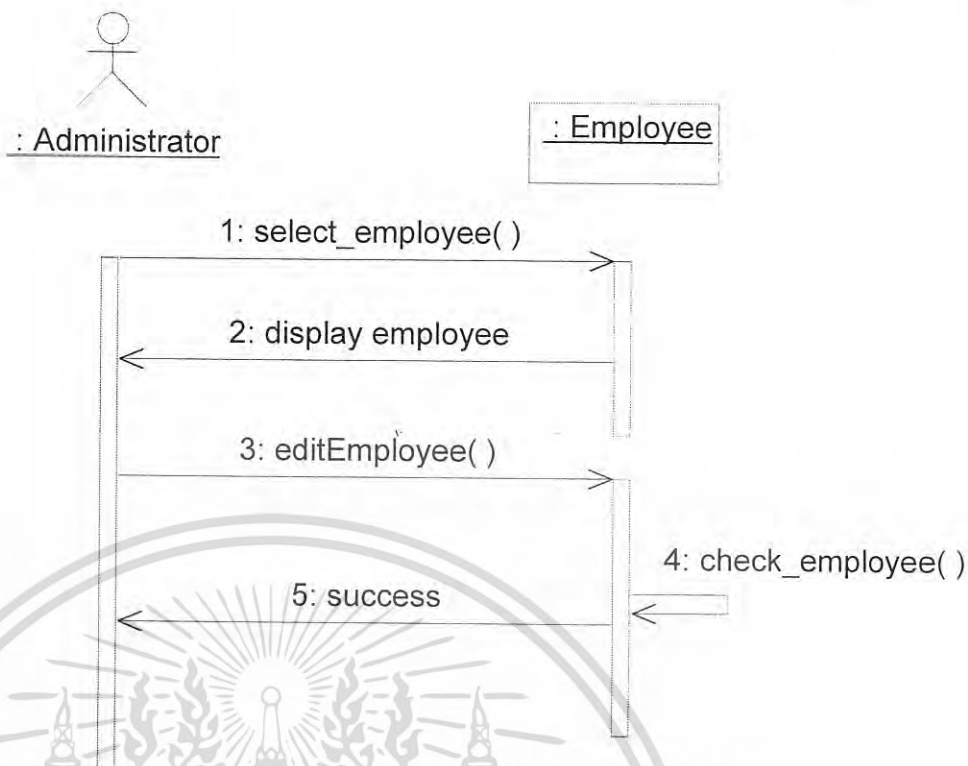 : Administrator
: Employee
1: select_employee( )
2: display employee
3: editEmployee( )
4: check_employee( )
5: success